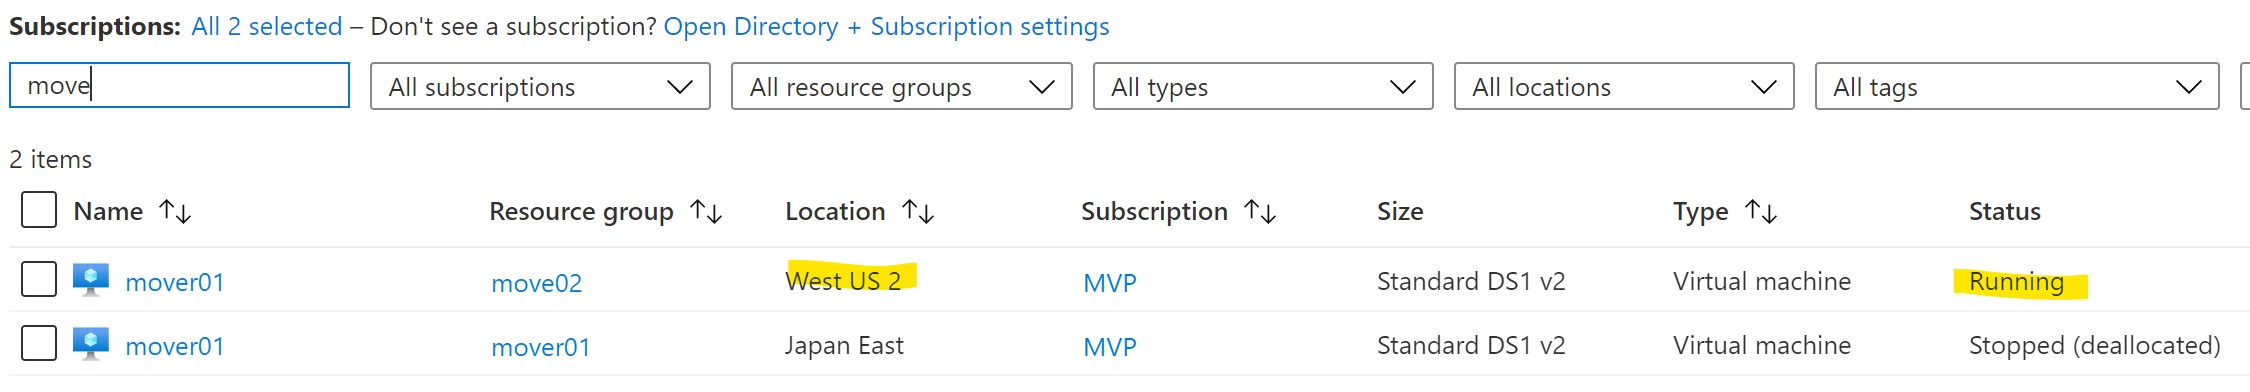 Subscriptions: All 2 selected – Don't see a subscription? Open Directory + Subscription settings
move All subscriptions All resource groups All types All locations All tags
2 items
Name Resource group Location Subscription Size Type Status
mover01 move02 West US 2 MVP Standard DS1 v2 Virtual machine Running
mover01 mover01 Japan East MVP Standard DS1 v2 Virtual machine Stopped (deallocated)